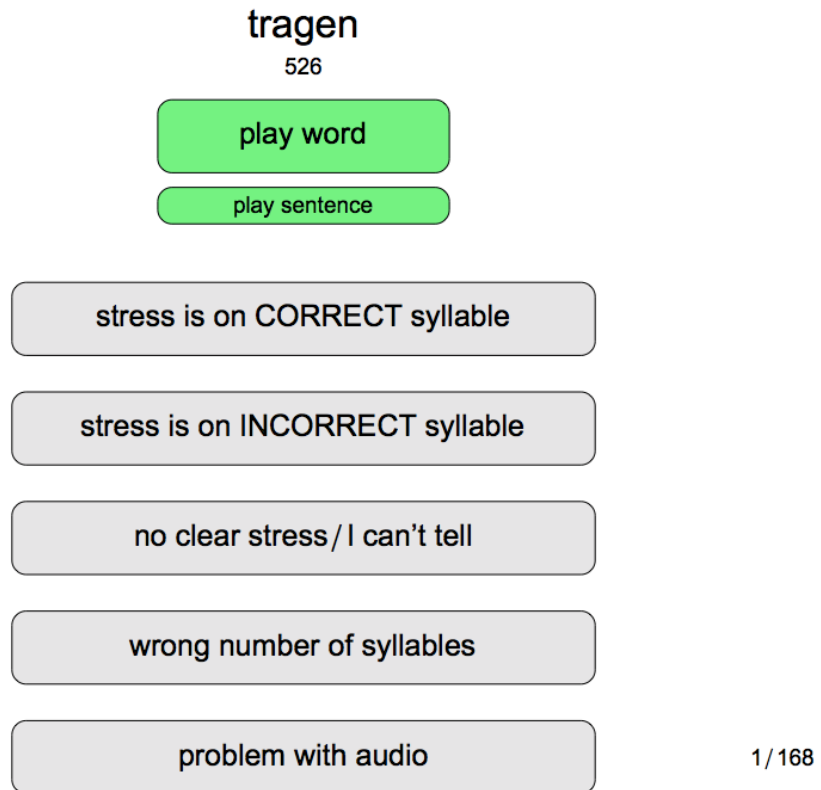 tragen
526
play word
play sentence
stress is on CORRECT syllable
stress is on INCORRECT syllable
no clear stress/I can't tell
wrong number of syllables
problem with audio
1/168